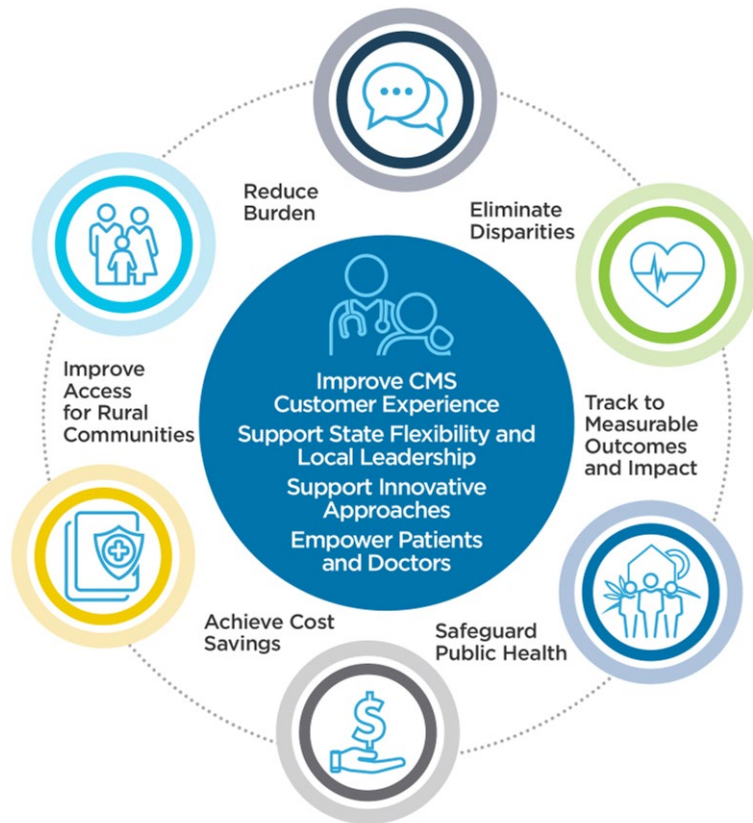 Reduce
Burden
Eliminate
Disparities
Improve
Access
for Rural
Communities
Improve CMS
Customer Experience
Support State Flexibility and
Local Leadership
Support Innovative
Approaches
Empower Patients
and Doctors
Track to
Measurable
Outcomes
and Impact
Achieve Cost
Savings
Safeguard
Public Health
$